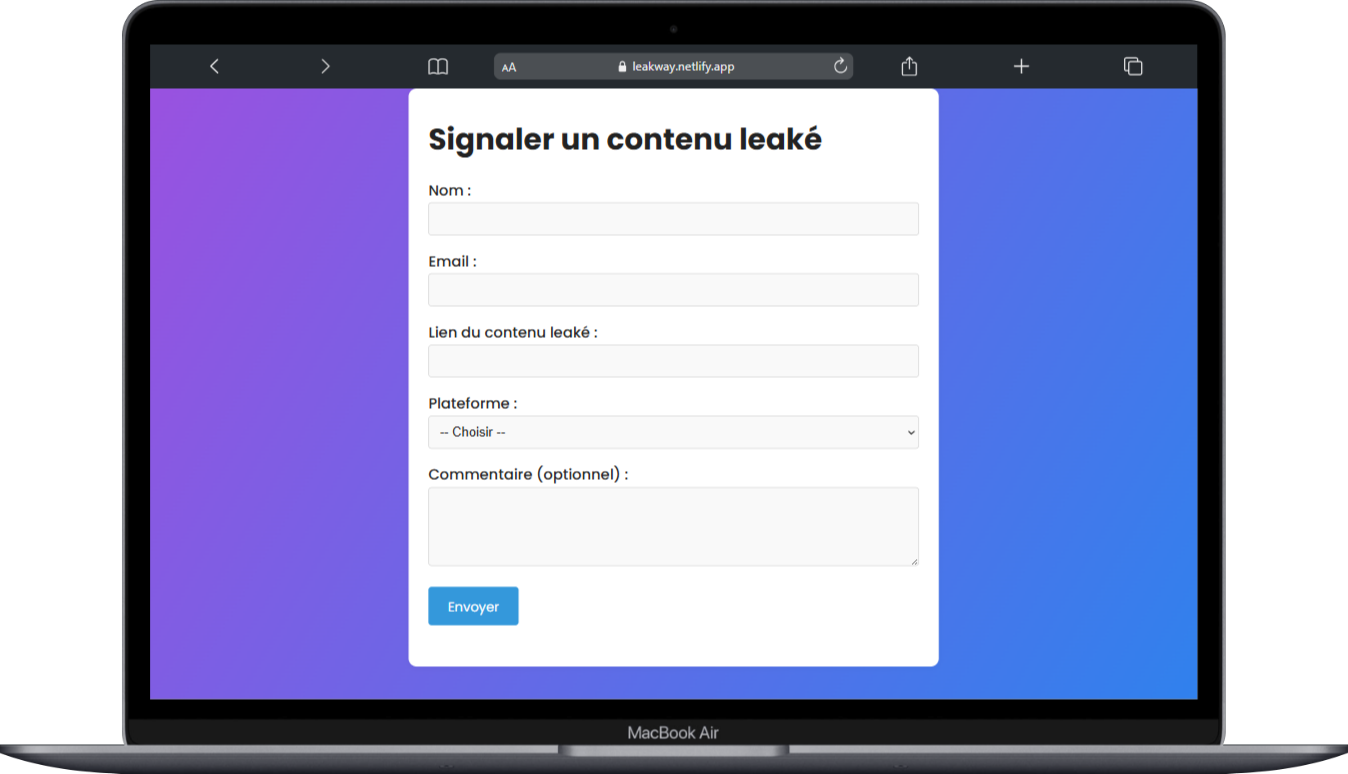 AA leakway.netlify.app
Signaler un contenu leaké
Nom :
Email :
Lien du contenu leaké :
Plateforme :
-- Choisir --
Commentaire (optionnel) :
Envoyer
MacBook Air